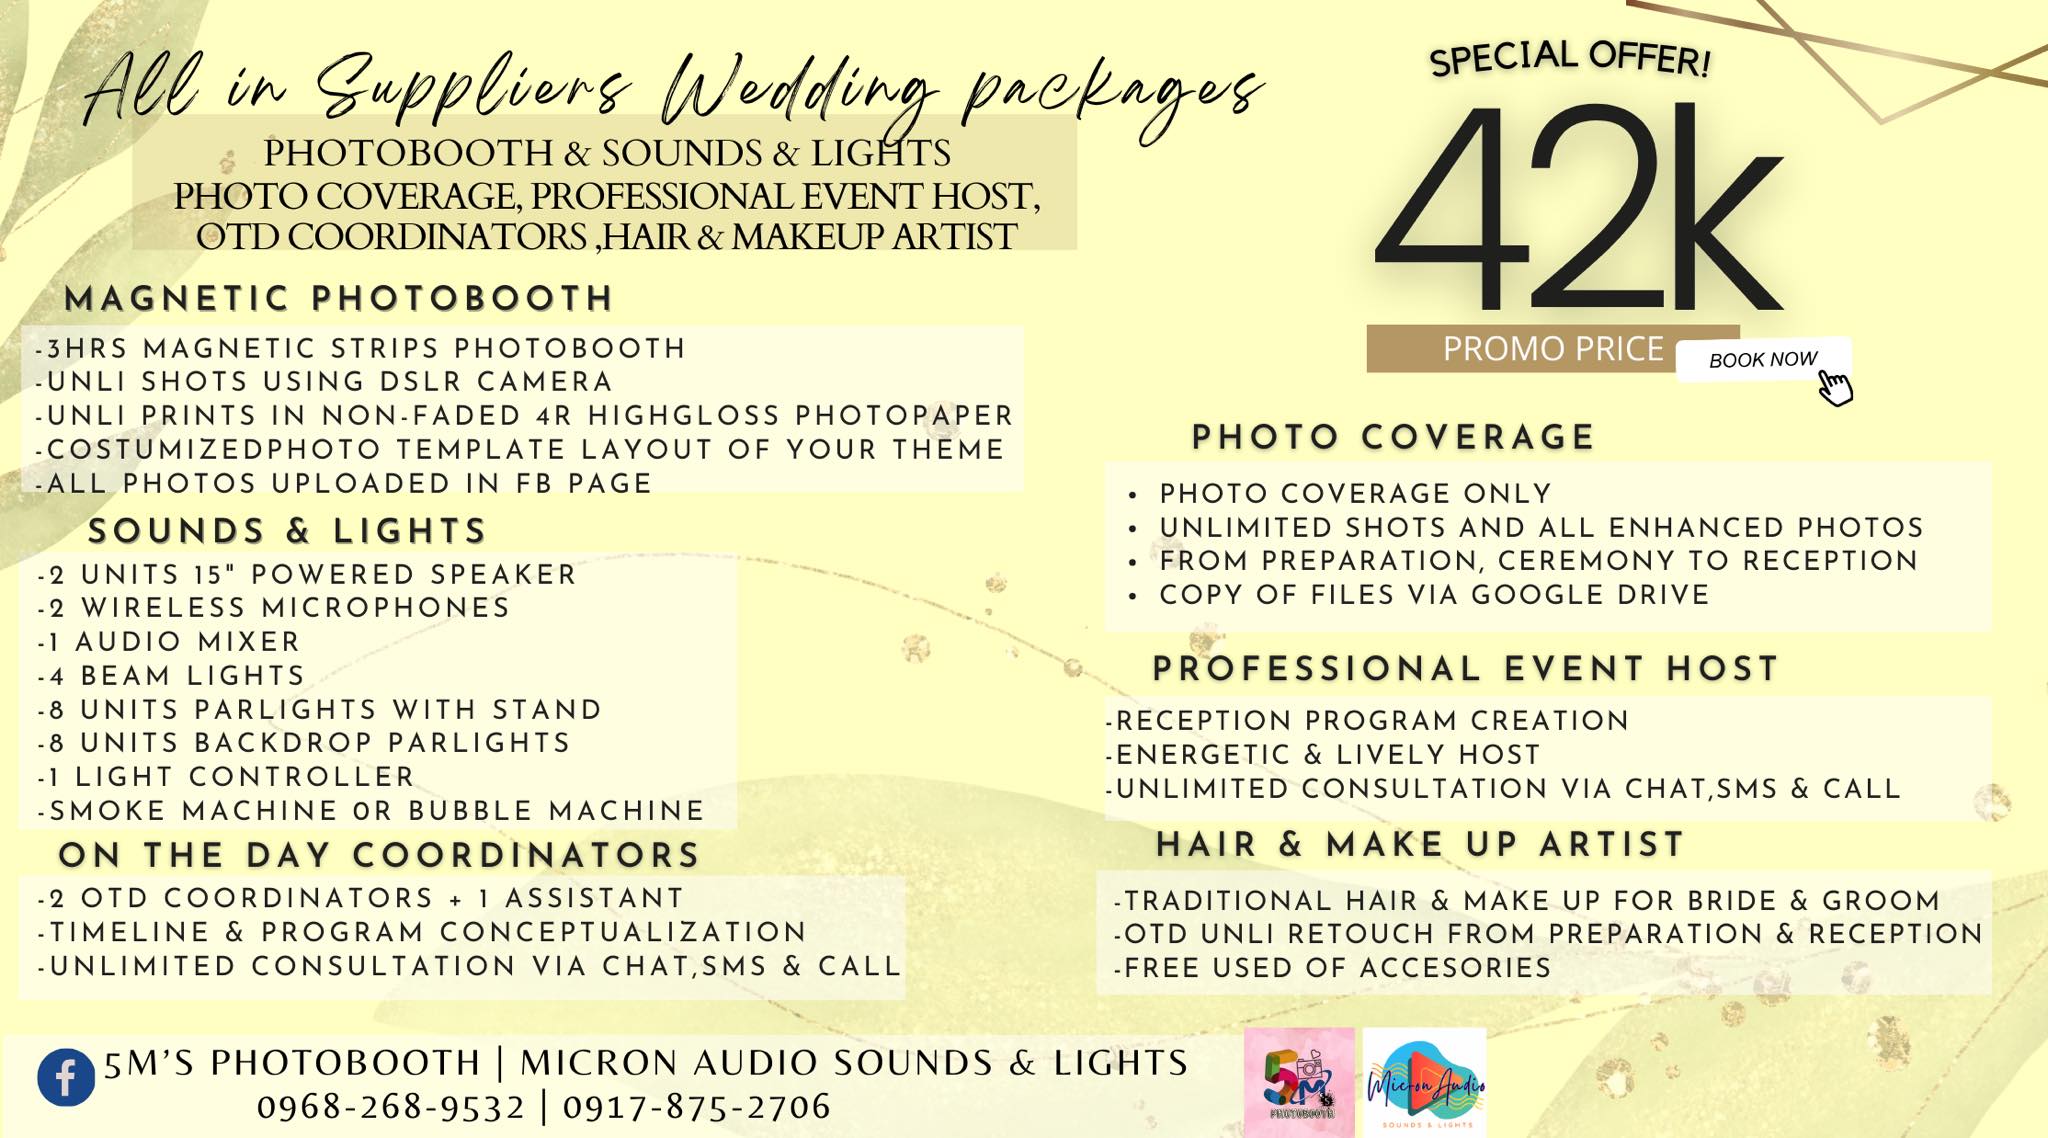 All in Suppliers Wedding packages
PHOTOBOOTH & SOUNDS & LIGHTS
PHOTO COVERAGE, PROFESSIONAL EVENT HOST,
OTD COORDINATORS ,HAIR & MAKEUP ARTIST
SPECIAL OFFER!
42k
PROMO PRICE
BOOK NOW
MAGNETIC PHOTOBOOTH
-3HRS MAGNETIC STRIPS PHOTOBOOTH
-UNLI SHOTS USING DSLR CAMERA
-UNLI PRINTS IN NON-FADED 4R HIGHGLOSS PHOTOPAPER
-COSTUMIZEDPHOTO TEMPLATE LAYOUT OF YOUR THEME
-ALL PHOTOS UPLOADED IN FB PAGE
SOUNDS & LIGHTS
-2 UNITS 15" POWERED SPEAKER
-2 WIRELESS MICROPHONES
-1 AUDIO MIXER
-4 BEAM LIGHTS
-8 UNITS PARLIGHTS WITH STAND
-8 UNITS BACKDROP PARLIGHTS
-1 LIGHT CONTROLLER
-SMOKE MACHINE 0R BUBBLE MACHINE
ON THE DAY COORDINATORS
-2 OTD COORDINATORS + 1 ASSISTANT
-TIMELINE & PROGRAM CONCEPTUALIZATION
-UNLIMITED CONSULTATION VIA CHAT,SMS & CALL
PHOTO COVERAGE
• PHOTO COVERAGE ONLY
• UNLIMITED SHOTS AND ALL ENHANCED PHOTOS
• FROM PREPARATION, CEREMONY TO RECEPTION
• COPY OF FILES VIA GOOGLE DRIVE
PROFESSIONAL EVENT HOST
-RECEPTION PROGRAM CREATION
-ENERGETIC & LIVELY HOST
-UNLIMITED CONSULTATION VIA CHAT,SMS & CALL
HAIR & MAKE UP ARTIST
-TRADITIONAL HAIR & MAKE UP FOR BRIDE & GROOM
-OTD UNLI RETOUCH FROM PREPARATION & RECEPTION
-FREE USED OF ACCESORIES
5M'S PHOTOBOOTH | MICRON AUDIO SOUNDS & LIGHTS
0968-268-9532 | 0917-875-2706
5M's
PHOTOBOOTH
Micron Audio
SOUNDS & LIGHTS